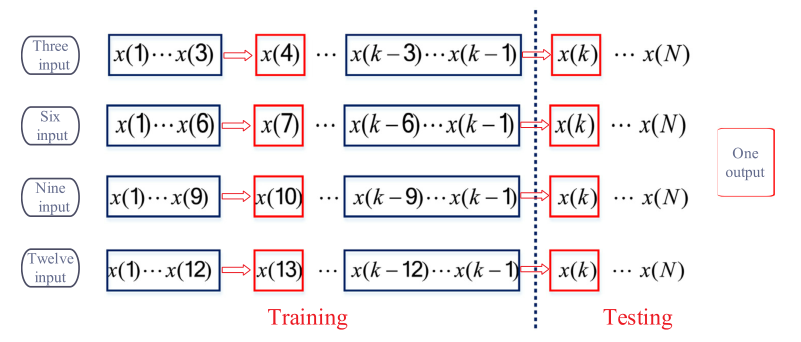 Three input x(1)⋯x(3) x(4) ⋯ x(k−3)⋯x(k−1) x(k) ⋯ x(N)
Six input x(1)⋯x(6) x(7) ⋯ x(k−6)⋯x(k−1) x(k) ⋯ x(N)
One output
Nine input x(1)⋯x(9) x(10) ⋯ x(k−9)⋯x(k−1) x(k) ⋯ x(N)
Twelve input x(1)⋯x(12) x(13) ⋯ x(k−12)⋯x(k−1) x(k) ⋯ x(N)
Training Testing